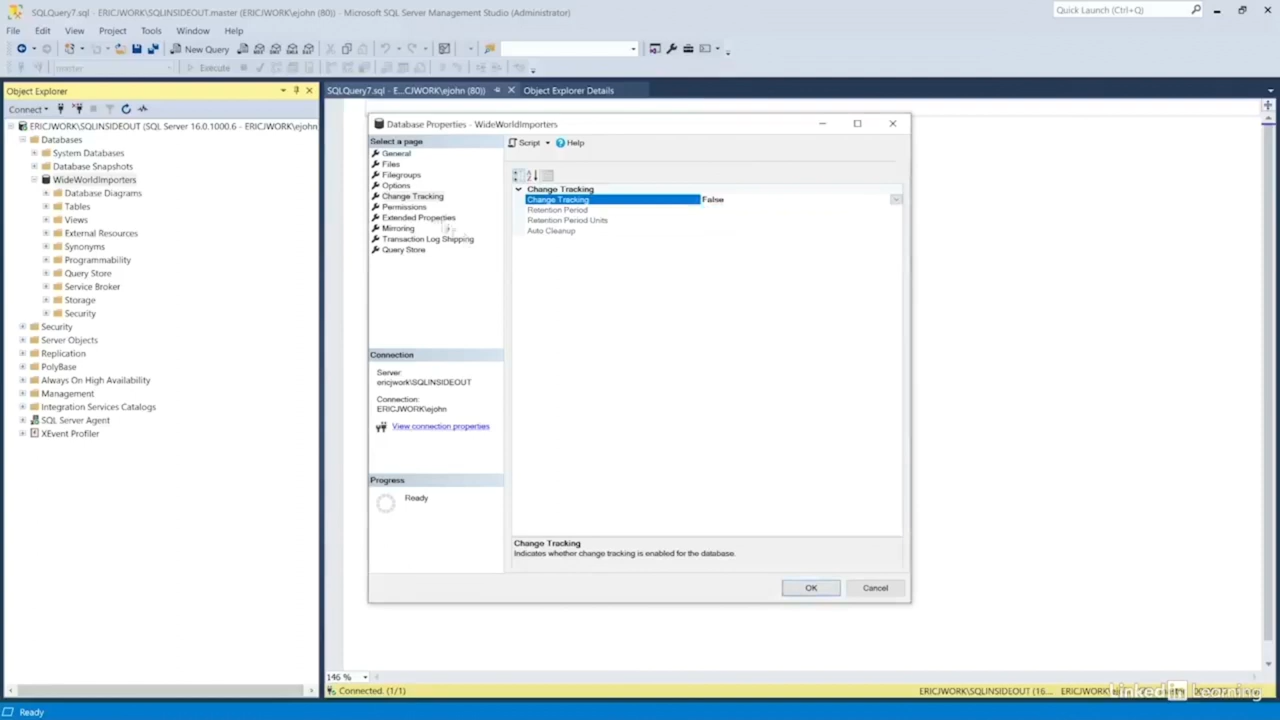 SQLQuery7.sql - ERICJWORK\SQLINSIDEOUT.master (ERICJWORK\ejohn (80))* - Microsoft SQL Server Management Studio (Administrator)
Quick Launch (Ctrl+Q)
File Edit View Project Tools Window Help
New Query
master
Execute
Object Explorer
SQLQuery7.sql - E...CJWORK\ejohn (80))
Object Explorer Details
Connect
ERICJWORK\SQLINSIDEOUT (SQL Server 16.0.1000.6 - ERICJWORK\ejohn
Databases
System Databases
Database Snapshots
WideWorldImporters
Database Diagrams
Tables
Views
External Resources
Synonyms
Programmability
Query Store
Service Broker
Storage
Security
Security
Server Objects
Replication
PolyBase
Always On High Availability
Management
Integration Services Catalogs
SQL Server Agent
XEvent Profiler
Database Properties - WideWorldImporters
Select a page
General
Files
Filegroups
Options
Change Tracking
Permissions
Extended Properties
Mirroring
Transaction Log Shipping
Query Store
Script Help
Change Tracking
Change Tracking False
Retention Period
Retention Period Units
Auto Cleanup
Connection
Server:
ericjwork\SQLINSIDEOUT
Connection:
ERICJWORK\ejohn
View connection properties
Progress
Ready
Change Tracking
Indicates whether change tracking is enabled for the database.
OK Cancel
146 %
Connected. (1/1)
ERICJWORK\SQLINSIDEOUT (16...
LinkedIn Learning
Ready